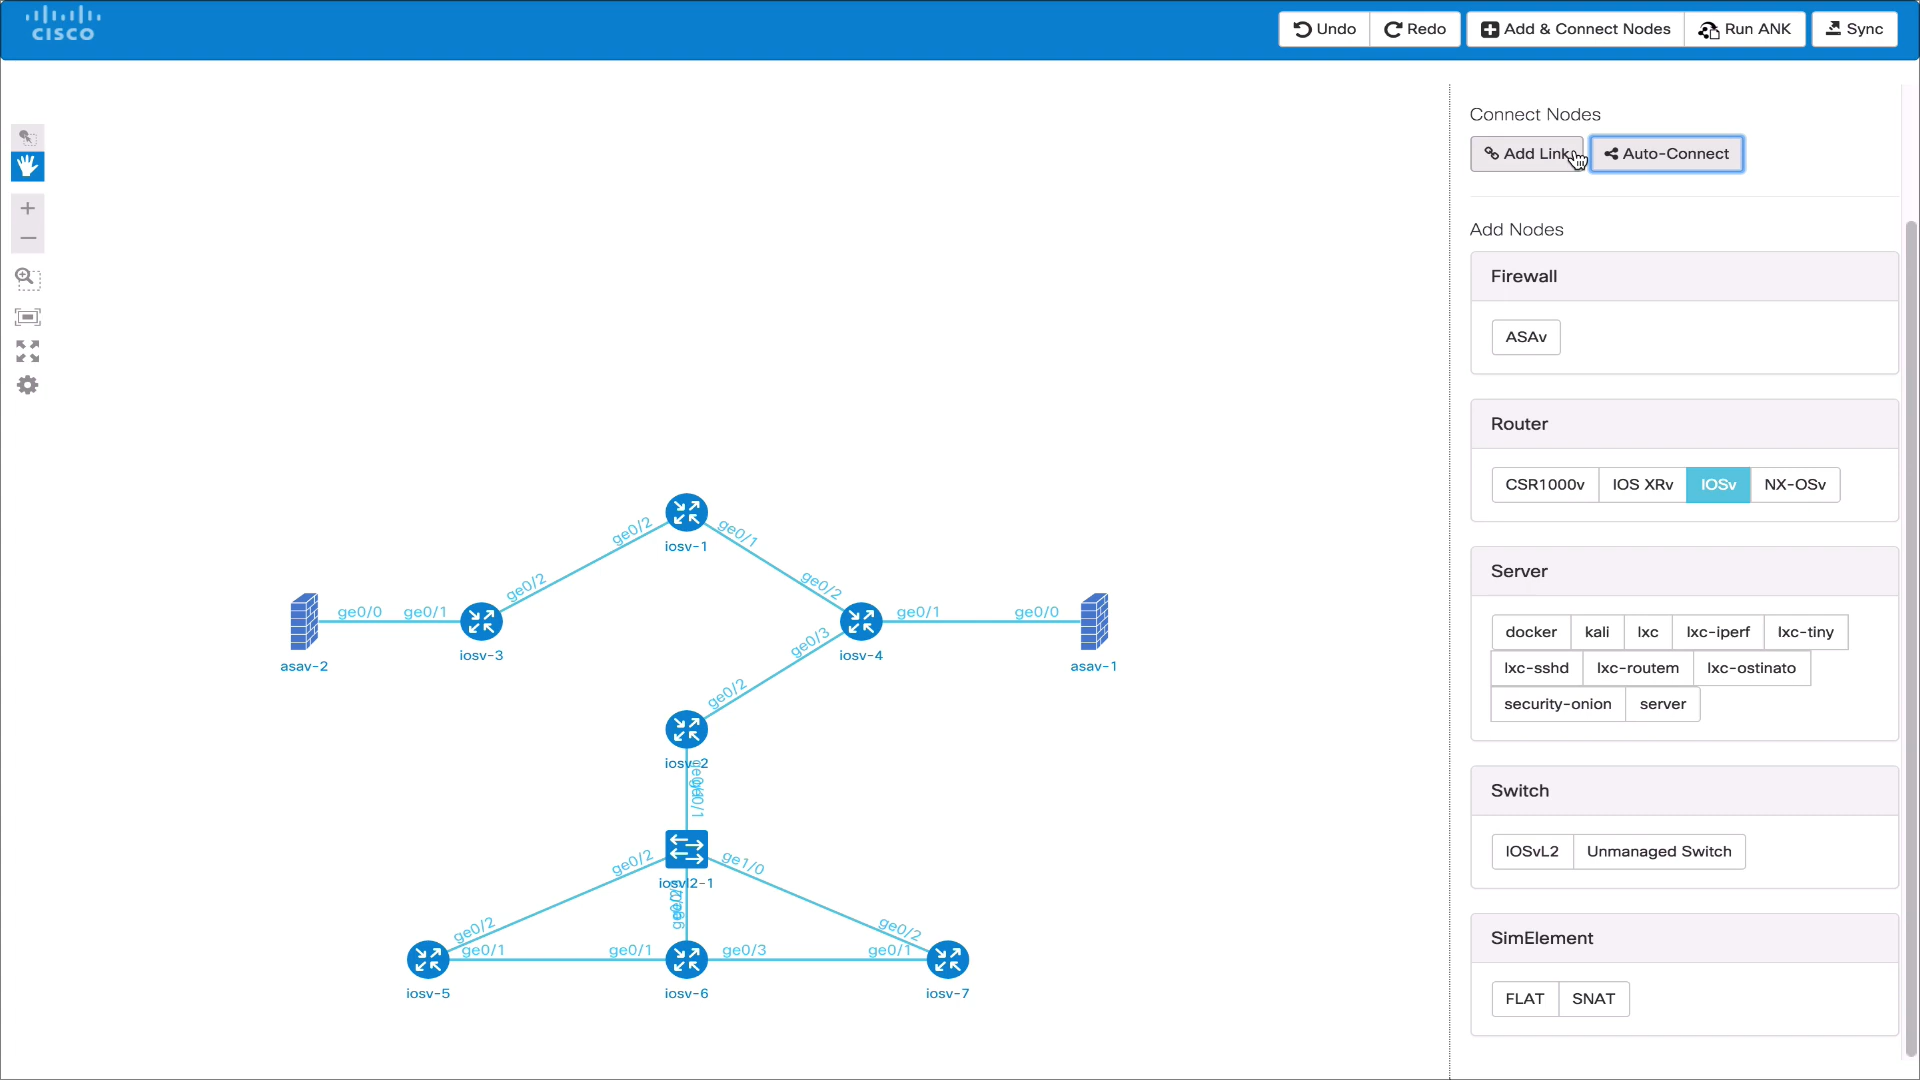 CISCO
Undo
Redo
Add & Connect Nodes
Run ANK
Sync
Connect Nodes
Add Link
Auto-Connect
Add Nodes
Firewall
ASAv
Router
CSR1000v
IOS XRv
IOSv
NX-OSv
Server
docker
kali
lxc
lxc-iperf
lxc-tiny
lxc-sshd
lxc-routem
lxc-ostinato
security-onion
server
Switch
IOSvL2
Unmanaged Switch
SimElement
FLAT
SNAT
iosv-1
ge0/2
ge0/1
ge0/2
ge0/2
asav-2
ge0/0
ge0/1
iosv-3
iosv-4
ge0/1
ge0/0
asav-1
ge0/3
ge0/2
iosv-2
iosvl2-1
ge0/2
ge1/0
ge0/2
ge0/2
iosv-5
ge0/1
ge0/1
iosv-6
ge0/3
ge0/1
iosv-7